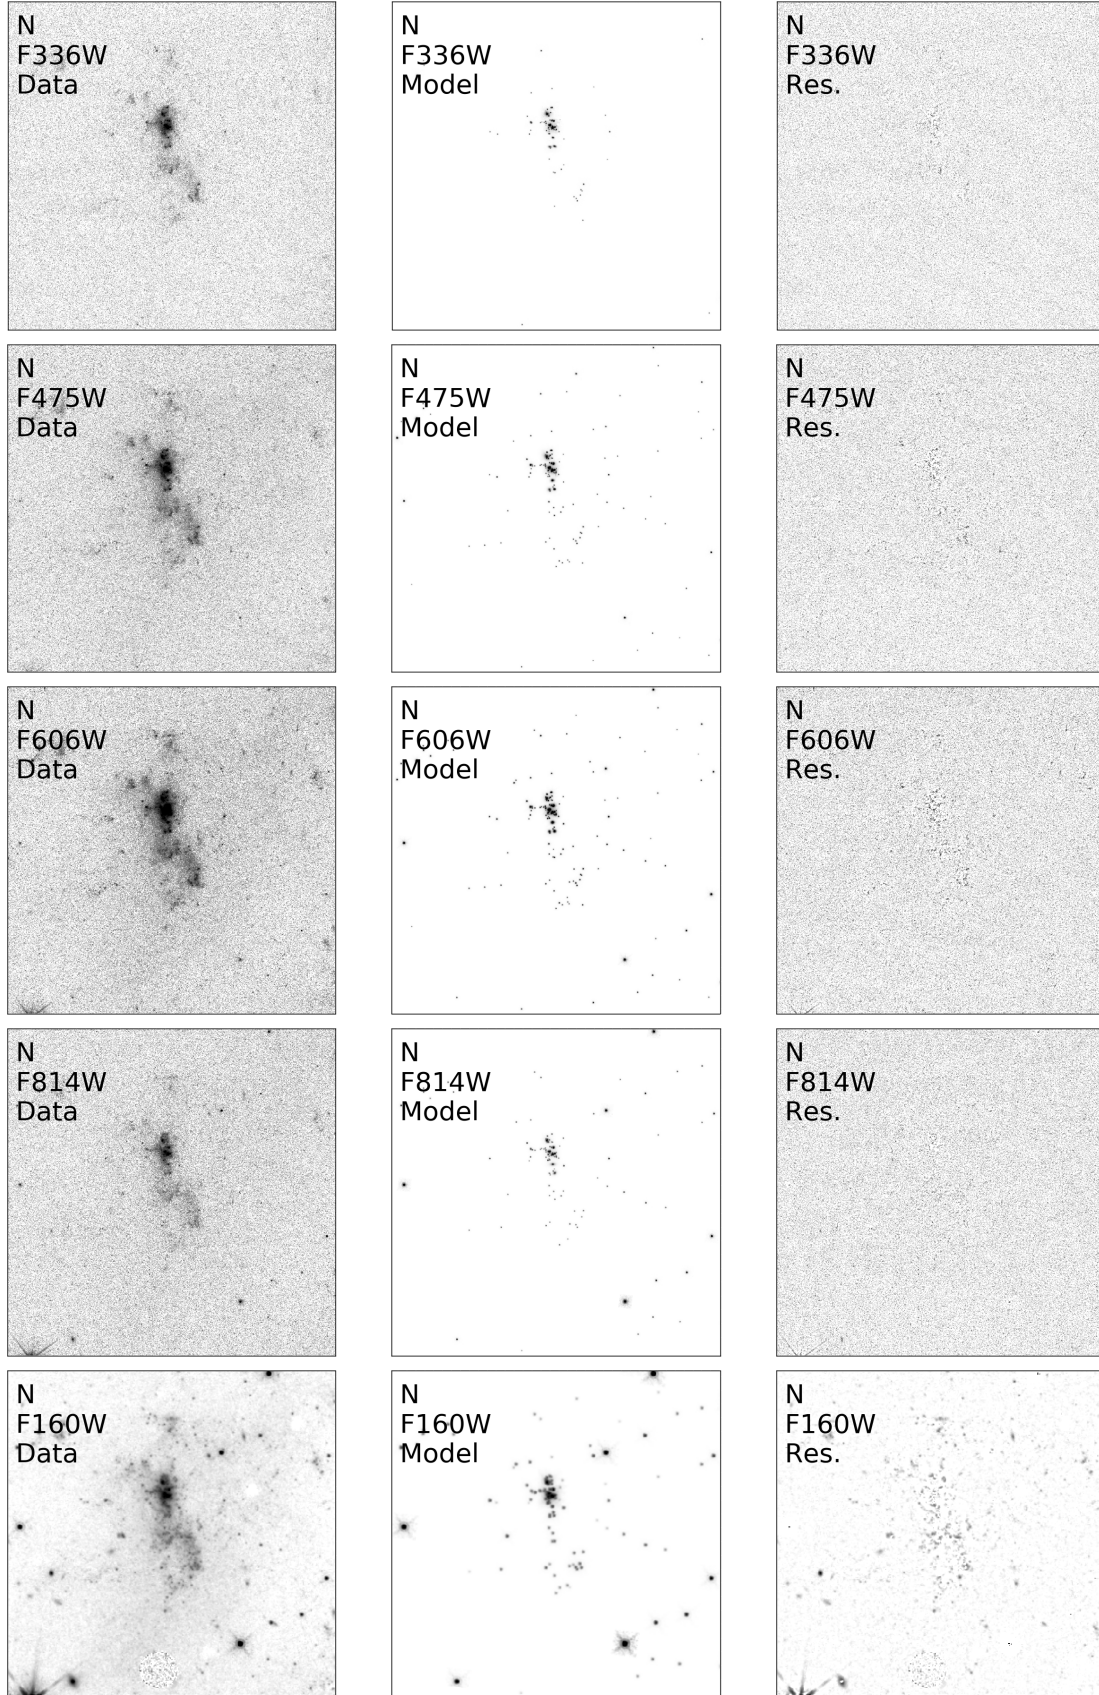 N
F336W
Data
N
F336W
Model
N
F336W
Res.
N
F475W
Data
N
F475W
Model
N
F475W
Res.
N
F606W
Data
N
F606W
Model
N
F606W
Res.
N
F814W
Data
N
F814W
Model
N
F814W
Res.
N
F160W
Data
N
F160W
Model
N
F160W
Res.